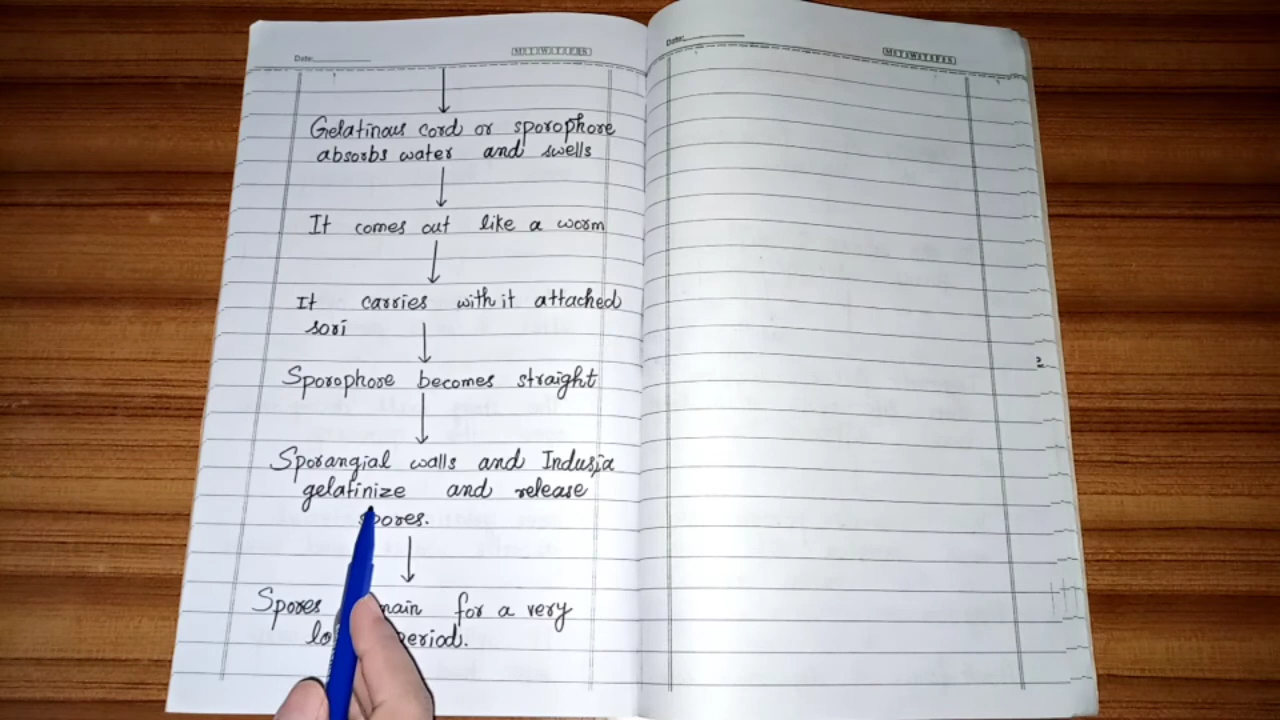 Date:
M T W T F S S
Gelatinous cord or sporophore
absorbs water and swells
It comes out like a worm
It carries with it attached
sori
Sporophore becomes straight
Sporangial walls and Indusia
gelatinize and release
spores.
Spores for a very
period.
Date:
M T W T F S S